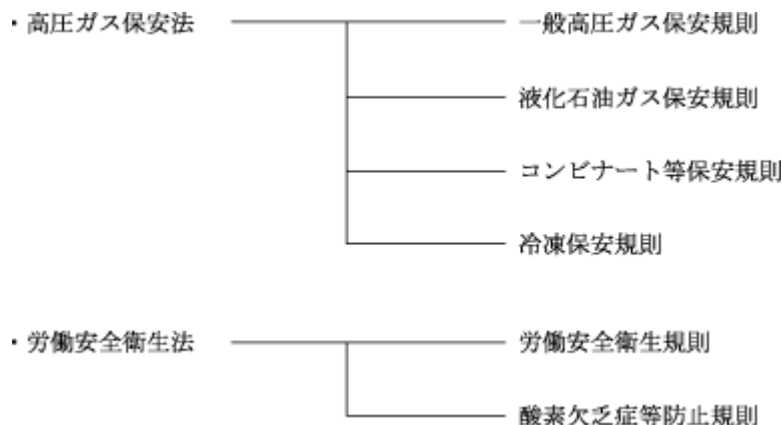 ・高圧ガス保安法 一般高圧ガス保安規則
液化石油ガス保安規則
コンビナート等保安規則
冷凍保安規則
・労働安全衛生法 労働安全衛生規則
酸素欠乏症等防止規則